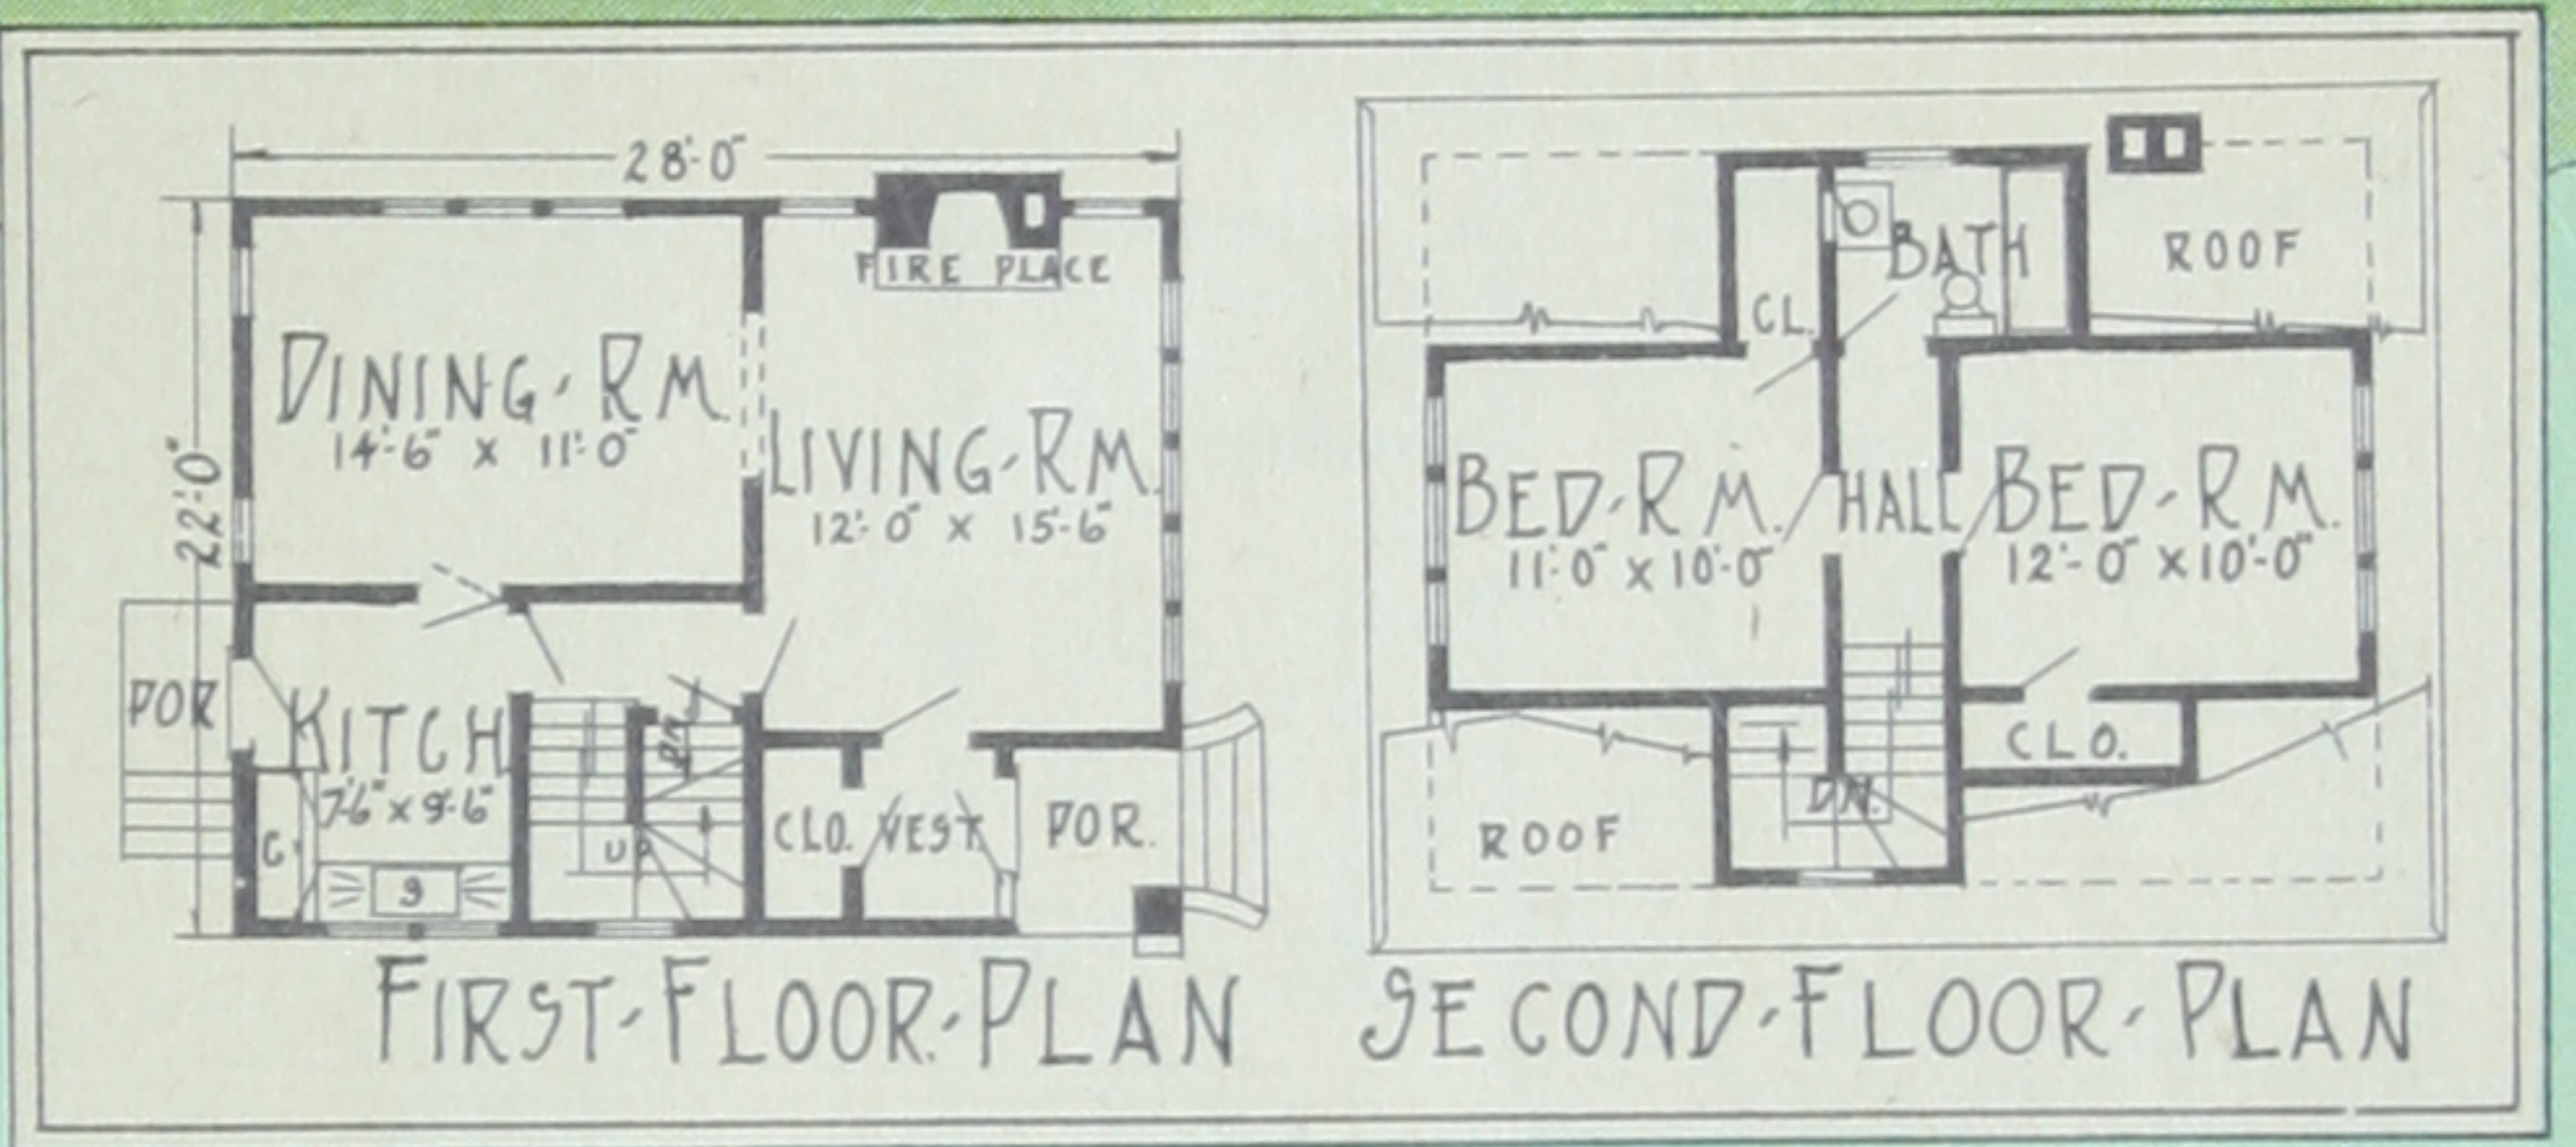 28'-0"
22'-0"
FIRE PLACE
DINING-RM.
14'-6" x 11'-0"
LIVING-RM.
12'-0" x 15'-6"
POR
KITCH
7'-6" x 9'-6"
C.
S
UP
DN.
CLO.
VEST.
POR.
FIRST-FLOOR-PLAN
BATH
ROOF
CL.
BED-RM.
11'-0" x 10'-0"
HALL
BED-RM.
12'-0" x 10'-0"
CLO.
DN.
ROOF
SECOND-FLOOR-PLAN